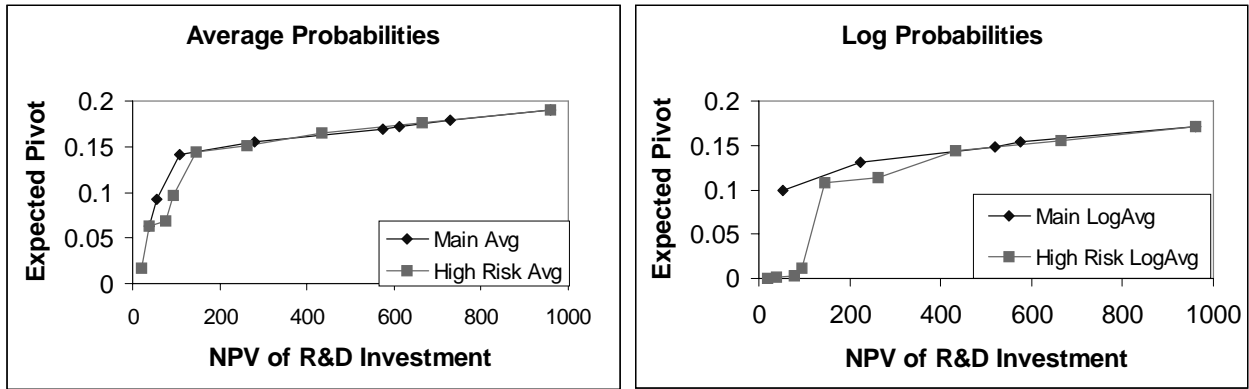 Average Probabilities
Expected Pivot
0.2
0.15
0.1
0.05
0
0 200 400 600 800 1000
NPV of R&D Investment
Main Avg
High Risk Avg
Log Probabilities
Expected Pivot
0.2
0.15
0.1
0.05
0
0 200 400 600 800 1000
NPV of R&D Investment
Main LogAvg
High Risk LogAvg